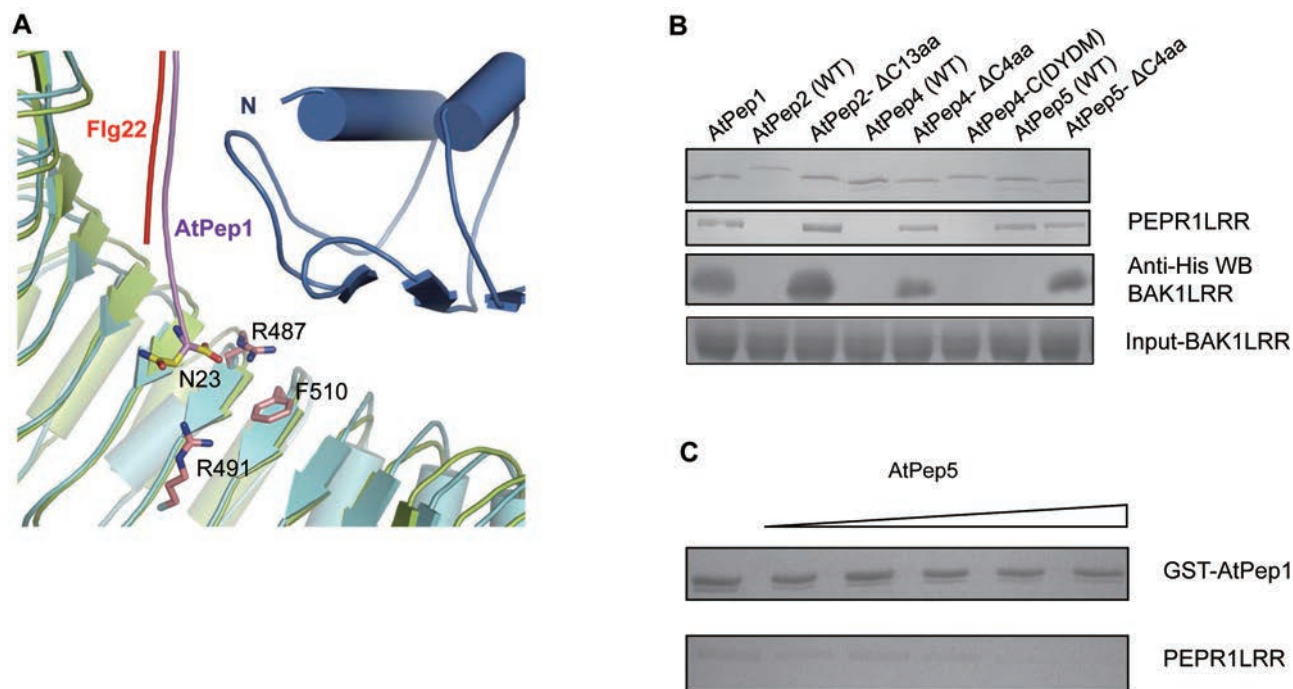 A
Flg22
N
AtPep1
R487
N23
F510
R491
B
AtPep1
AtPep2 (WT)
AtPep2- ΔC13aa
AtPep4 (WT)
AtPep4- ΔC4aa
AtPep4-C(DYDM)
AtPep5 (WT)
AtPep5- ΔC4aa
PEPR1LRR
Anti-His WB
BAK1LRR
Input-BAK1LRR
C
AtPep5
GST-AtPep1
PEPR1LRR